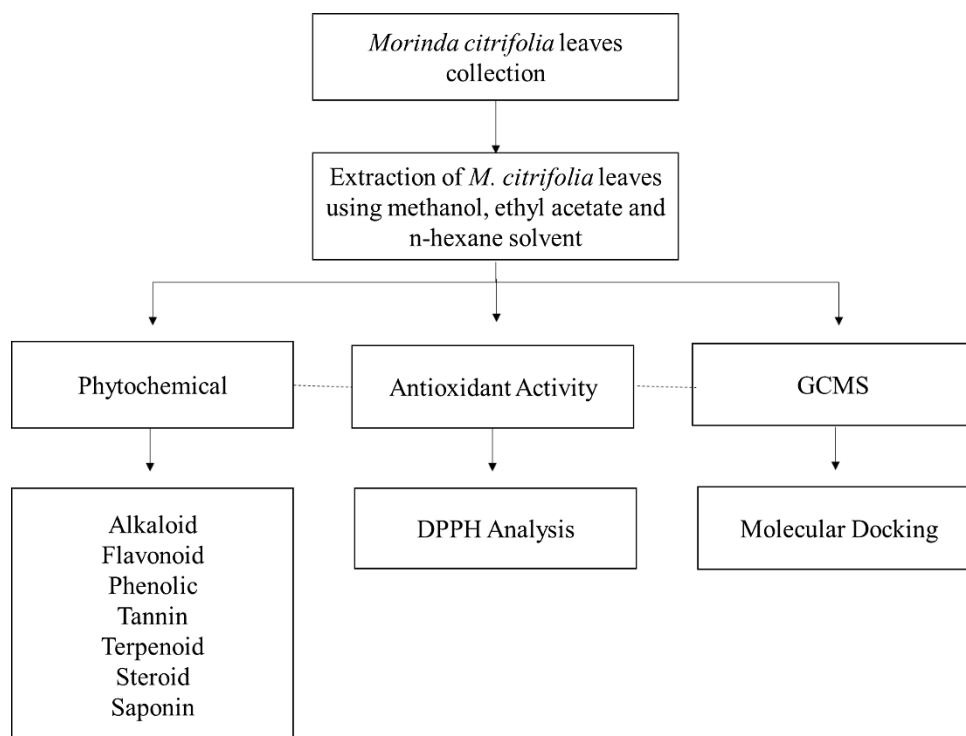 Morinda citrifolia leaves
collection
Extraction of M. citrifolia leaves
using methanol, ethyl acetate and
n-hexane solvent
Phytochemical
Antioxidant Activity
GCMS
Alkaloid
Flavonoid
Phenolic
Tannin
Terpenoid
Steroid
Saponin
DPPH Analysis
Molecular Docking